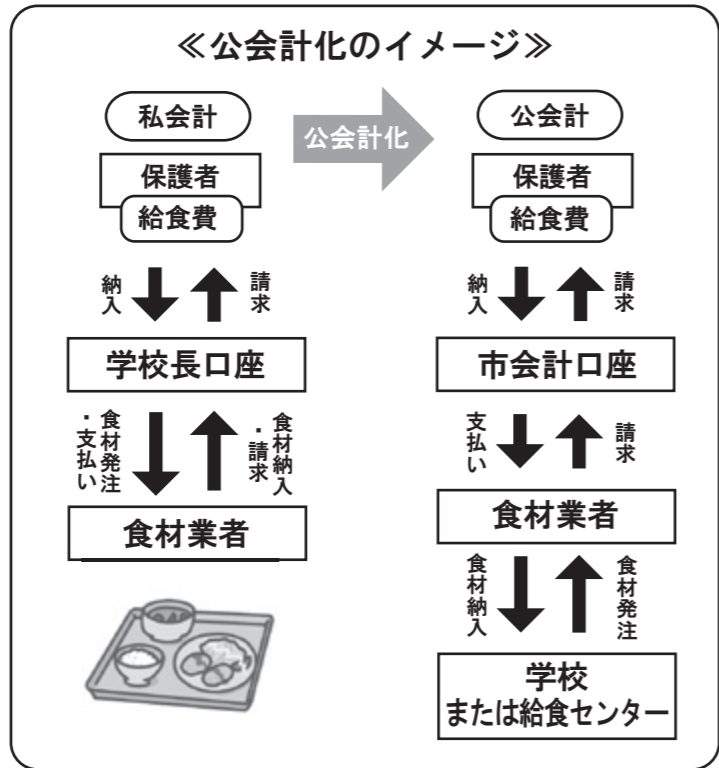 ≪公会計化のイメージ≫
私会計
保護者
給食費
納入
請求
学校長口座
食材発注
・支払い
食材納入
・請求
食材業者
公会計化
公会計
保護者
給食費
納入
請求
市会計口座
支払い
請求
食材業者
食材納入
食材発注
学校
または給食センター